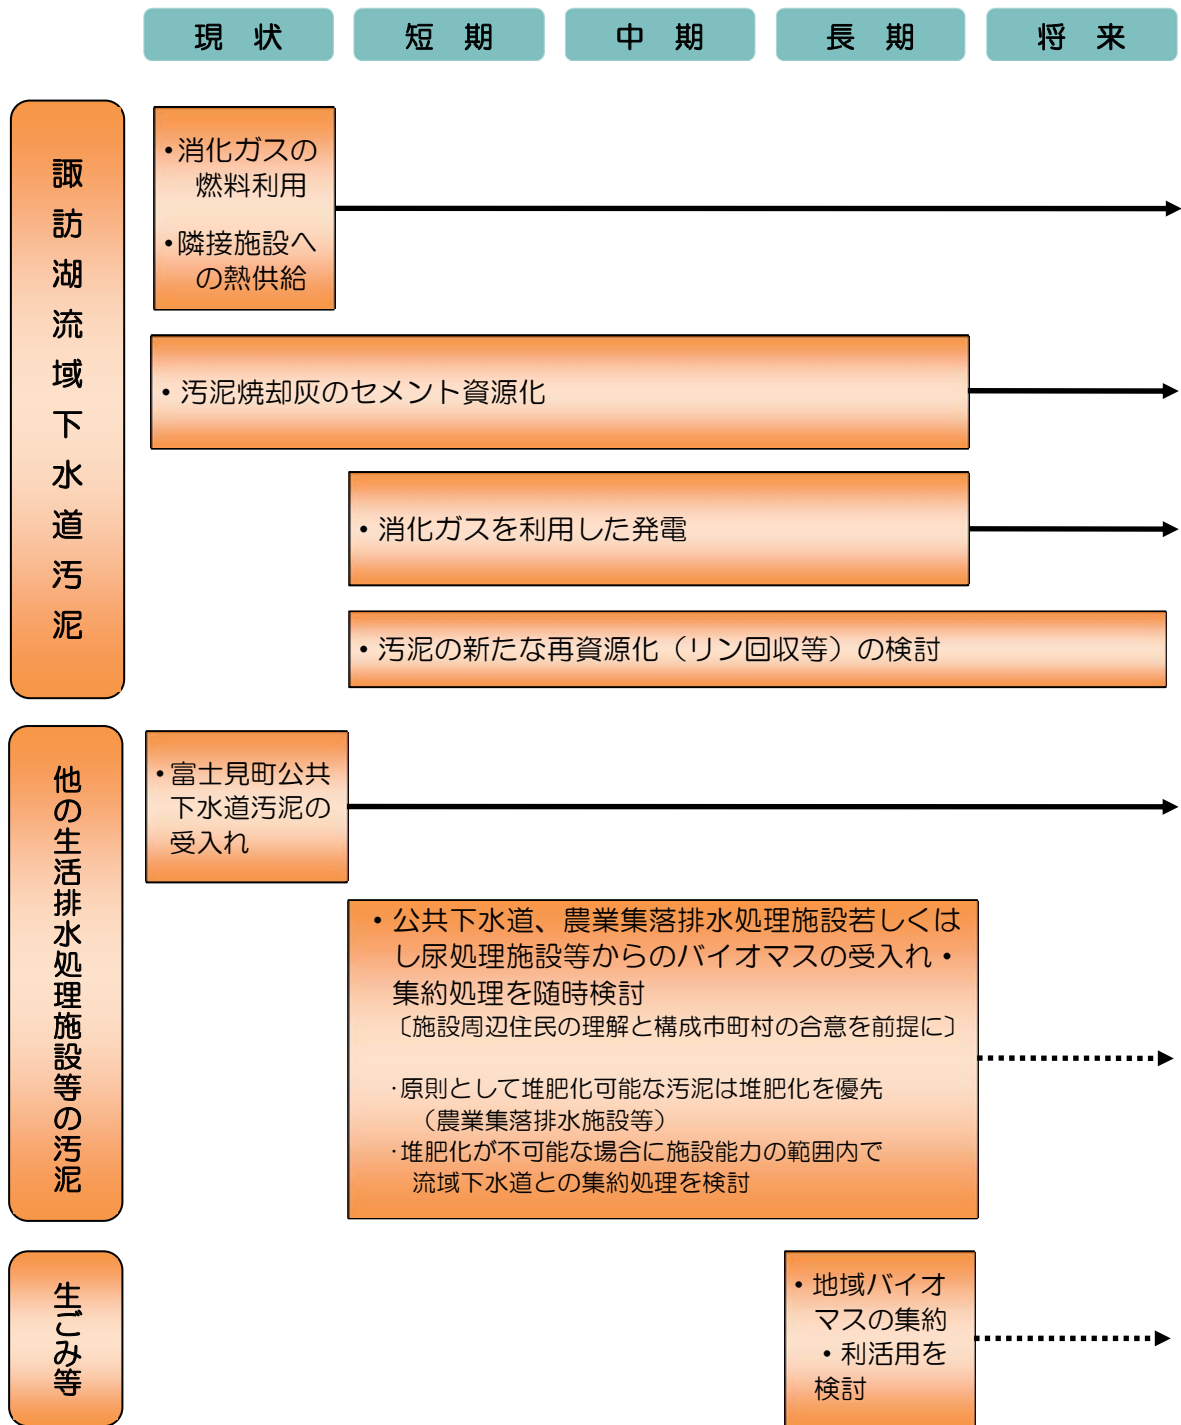 現 状
短 期
中 期
長 期
将 来
諏訪湖流域下水道汚泥
・消化ガスの
燃料利用
・隣接施設へ
の熱供給
・汚泥焼却灰のセメント資源化
・消化ガスを利用した発電
・汚泥の新たな再資源化（リン回収等）の検討
他の生活排水処理施設等の汚泥
・富士見町公共
下水道汚泥の
受入れ
・公共下水道、農業集落排水処理施設若しくは
し尿処理施設等からのバイオマスの受入れ・
集約処理を随時検討
〔施設周辺住民の理解と構成市町村の合意を前提に〕
・原則として堆肥化可能な汚泥は堆肥化を優先
（農業集落排水施設等）
・堆肥化が不可能な場合に施設能力の範囲内で
流域下水道との集約処理を検討
生ごみ等
・地域バイオ
マスの集約
・利活用を
検討